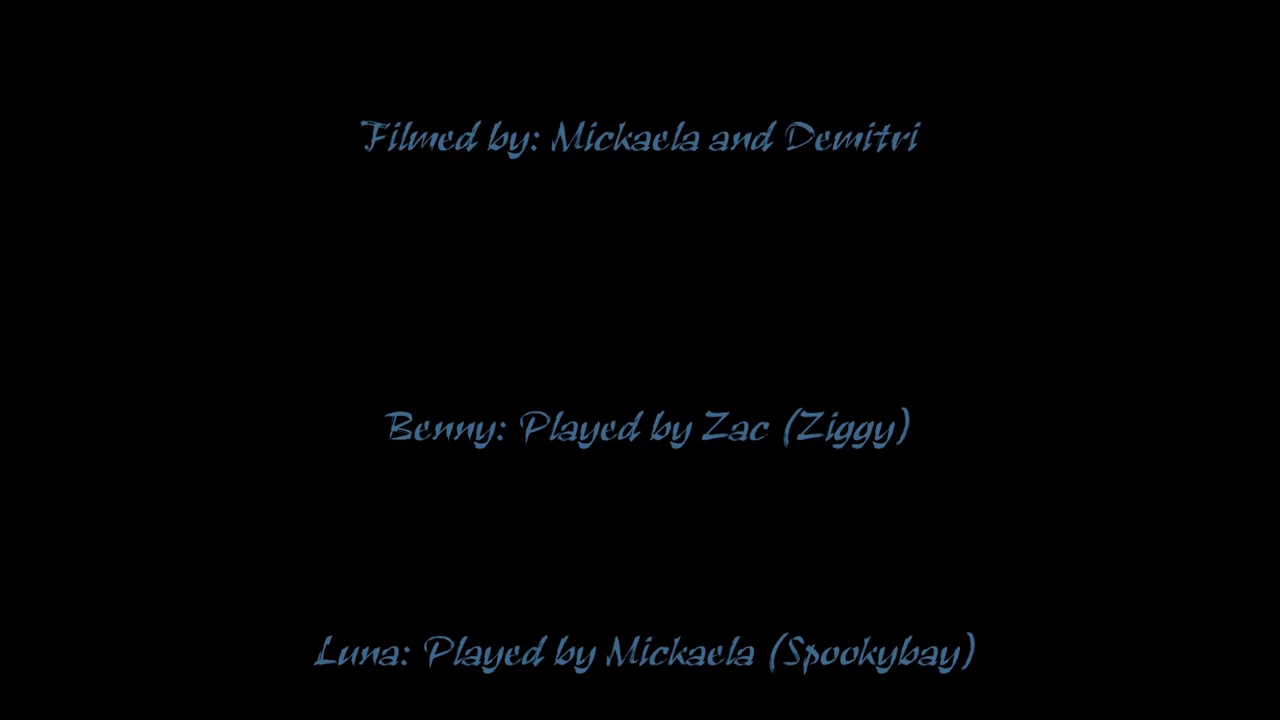 Filmed by: Mickaela and Demitri
Benny: Played by Zac (Ziggy)
Luna: Played by Mickaela (Spookybay)